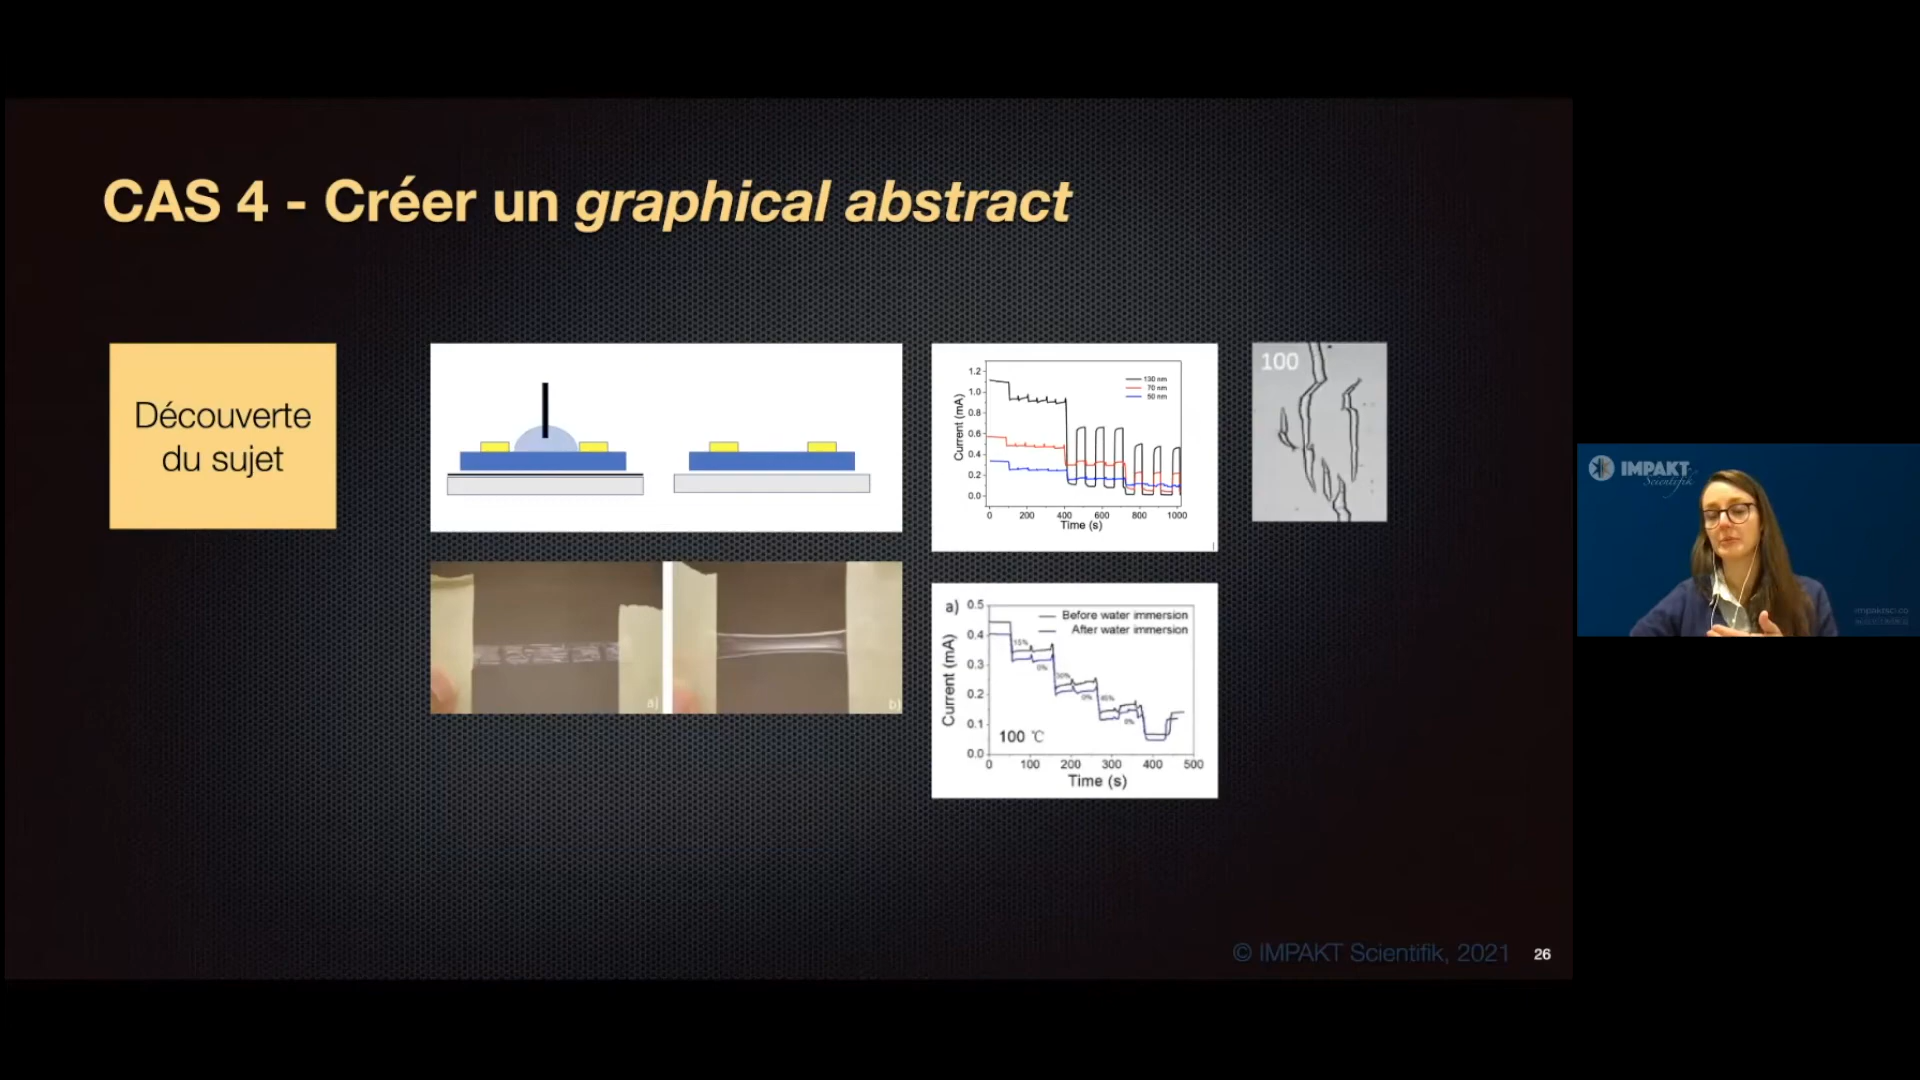 CAS 4 - Créer un graphical abstract
Découverte
du sujet
1.2
1.0
0.8
0.6
0.4
0.2
0.0
Current (mA)
130 nm
70 nm
50 nm
0 200 400 600 800 1000
Time (s)
100
a)
b)
a)
0.5
0.4
0.3
0.2
0.1
0.0
Current (mA)
Before water immersion
After water immersion
15%
0%
30%
0%
45%
0%
100 ℃
0 100 200 300 400 500
Time (s)
IMPAKT
Scientifik
© IMPAKT Scientifik, 2021
26